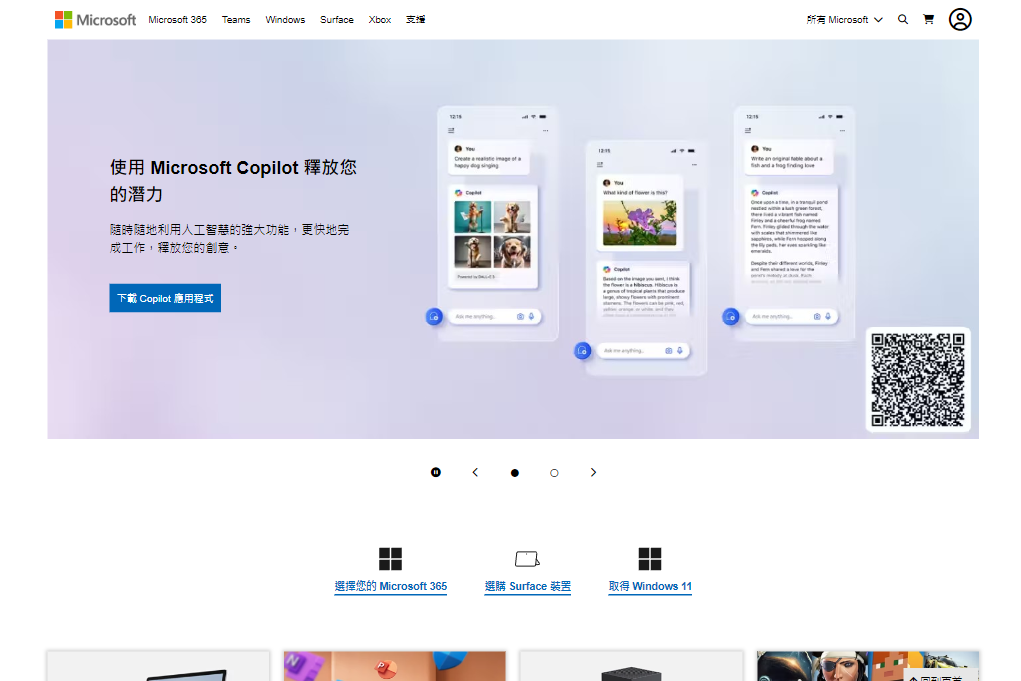 Microsoft
Microsoft 365
Teams
Windows
Surface
Xbox
支援
所有 Microsoft
使用 Microsoft Copilot 釋放您
的潛力
隨時隨地利用人工智慧的強大功能，更快地完
成工作，釋放您的創意。
下載 Copilot 應用程式
12:15
You
Create a realistic image of a
happy dog singing
Copilot
Powered by DALL·E 3
Ask me anything...
12:15
You
What kind of flower is this?
Copilot
Based on the image you sent, I think
the flower is a hibiscus. Hibiscus is
a genus of tropical plants that produce
large, showy flowers with prominent
stamens. The flowers can be pink, red,
yellow, orange, or white, and they
Ask me anything...
12:15
You
Write an original fable about a
fish and a frog finding love
Copilot
Once upon a time, in a tranquil pond
nestled within a lush green forest,
there lived a vibrant fish named
Finley and a cheerful frog named
Fern. Finley glided through the water
with scales that shimmered like
sapphires, while Fern hopped along
the lily pads, her eyes sparkling like
emeralds.
Despite their different worlds, Finley
and Fern shared a love for the
pond's melody at dusk.
Ask me anything...
選擇您的 Microsoft 365
選購 Surface 裝置
取得 Windows 11
N
P
回到頁首